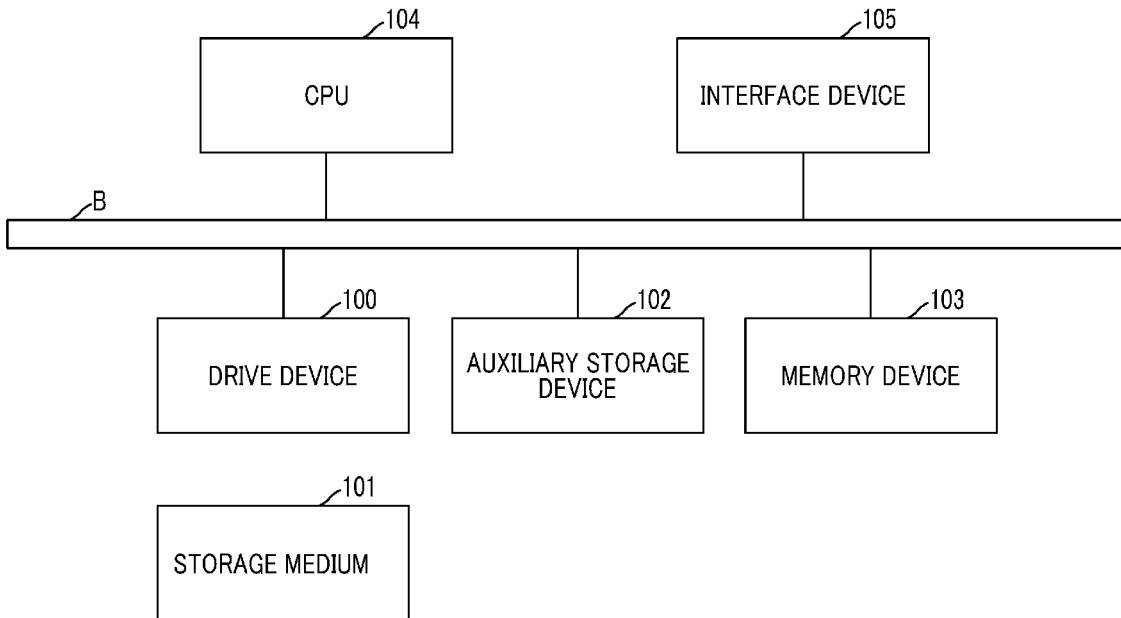 104
CPU
105
INTERFACE DEVICE
B
100
DRIVE DEVICE
102
AUXILIARY STORAGE
DEVICE
103
MEMORY DEVICE
101
STORAGE MEDIUM